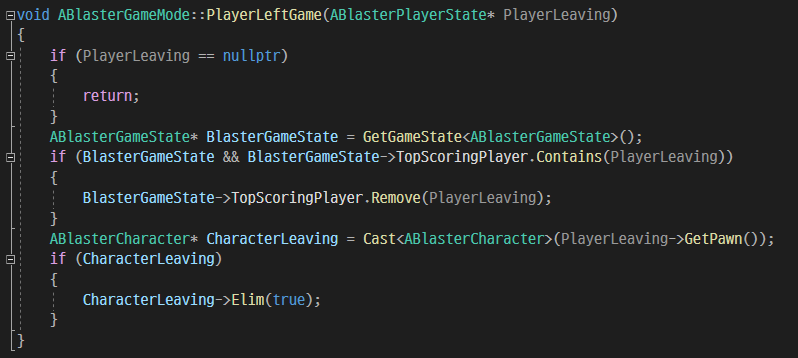 void ABlasterGameMode::PlayerLeftGame(ABlasterPlayerState* PlayerLeaving)
{
    if (PlayerLeaving == nullptr)
    {
        return;
    }
    ABlasterGameState* BlasterGameState = GetGameState<ABlasterGameState>();
    if (BlasterGameState && BlasterGameState->TopScoringPlayer.Contains(PlayerLeaving))
    {
        BlasterGameState->TopScoringPlayer.Remove(PlayerLeaving);
    }
    ABlasterCharacter* CharacterLeaving = Cast<ABlasterCharacter>(PlayerLeaving->GetPawn());
    if (CharacterLeaving)
    {
        CharacterLeaving->Elim(true);
    }
}